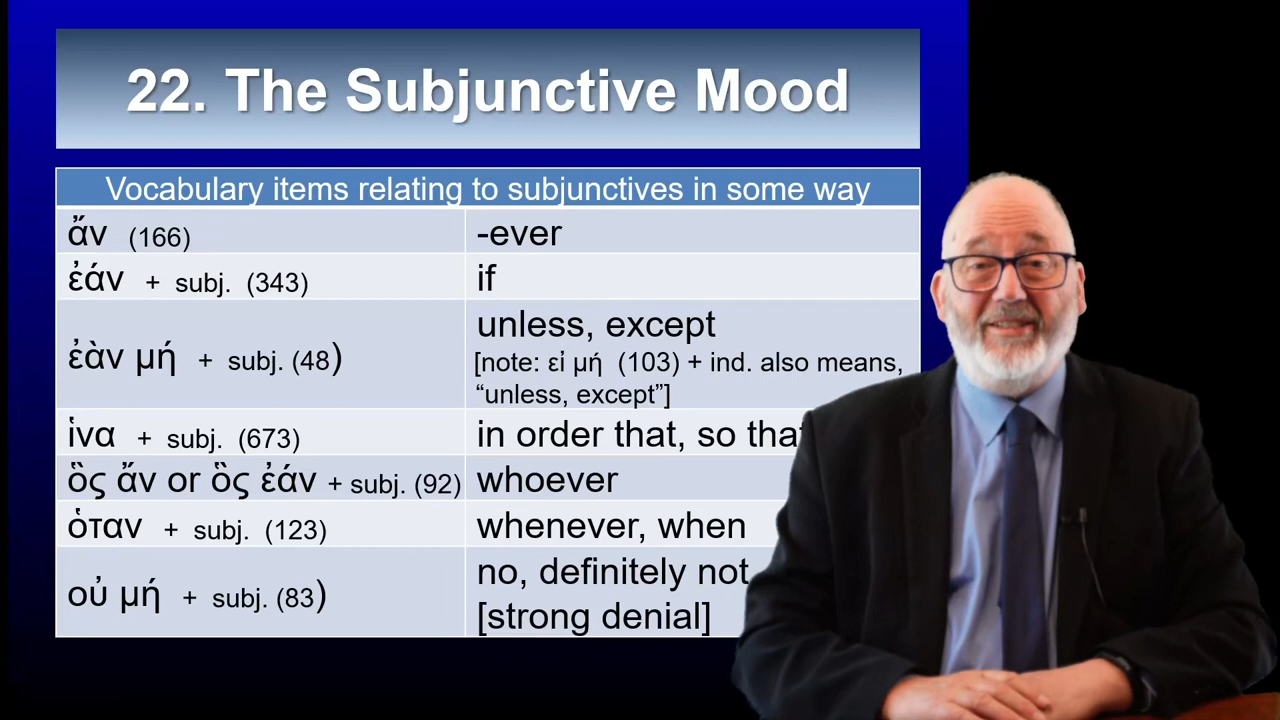 22. The Subjunctive Mood
Vocabulary items relating to subjunctives in some way
ἄν (166)
-ever
ἐάν + subj. (343)
if
ἐὰν μή + subj. (48)
unless, except
[note: εἰ μή (103) + ind. also means,
“unless, except”]
ἱνα + subj. (673)
in order that, so that
ὃς ἄν or ὃς ἐάν + subj. (92)
whoever
ὁταν + subj. (123)
whenever, when
οὐ μή + subj. (83)
no, definitely not
[strong denial]